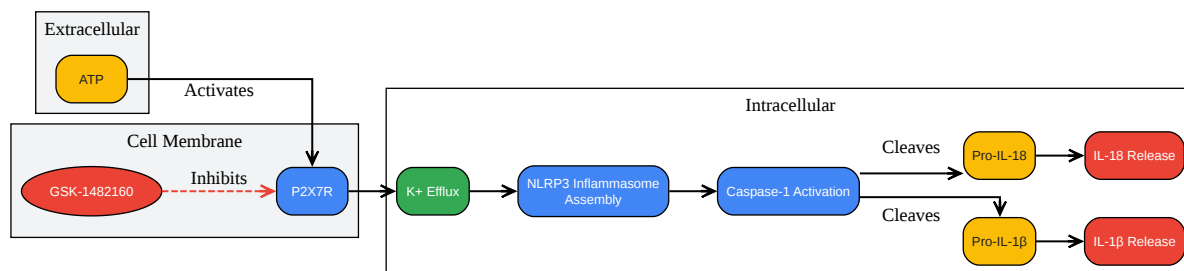 Extracellular
ATP
Activates
Cell Membrane
GSK-1482160
Inhibits
P2X7R
Intracellular
K+ Efflux
NLRP3 Inflammasome
Assembly
Caspase-1 Activation
Cleaves
Pro-IL-18
IL-18 Release
Cleaves
Pro-IL-1β
IL-1β Release